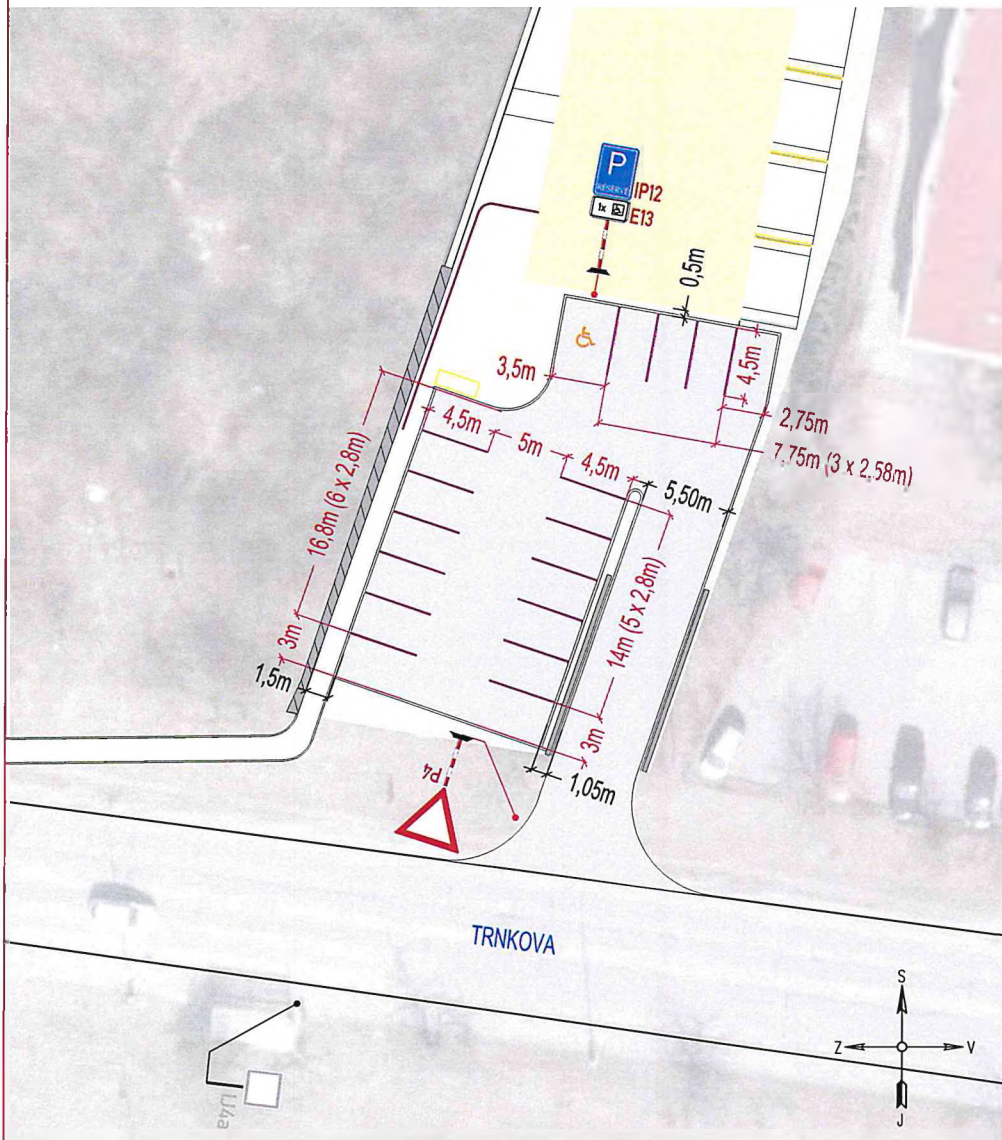 P
RESERVÉ
IP12
1x
E13
0,5m
3,5m
4,5m
2,75m
7,75m (3 x 2,58m)
4,5m
5m
4,5m
5,50m
16,8m (6 x 2,8m)
14m (5 x 2,8m)
3m
1,5m
3m
1,05m
P4
TRNKOVA
IJ4a
S
Z
V
J